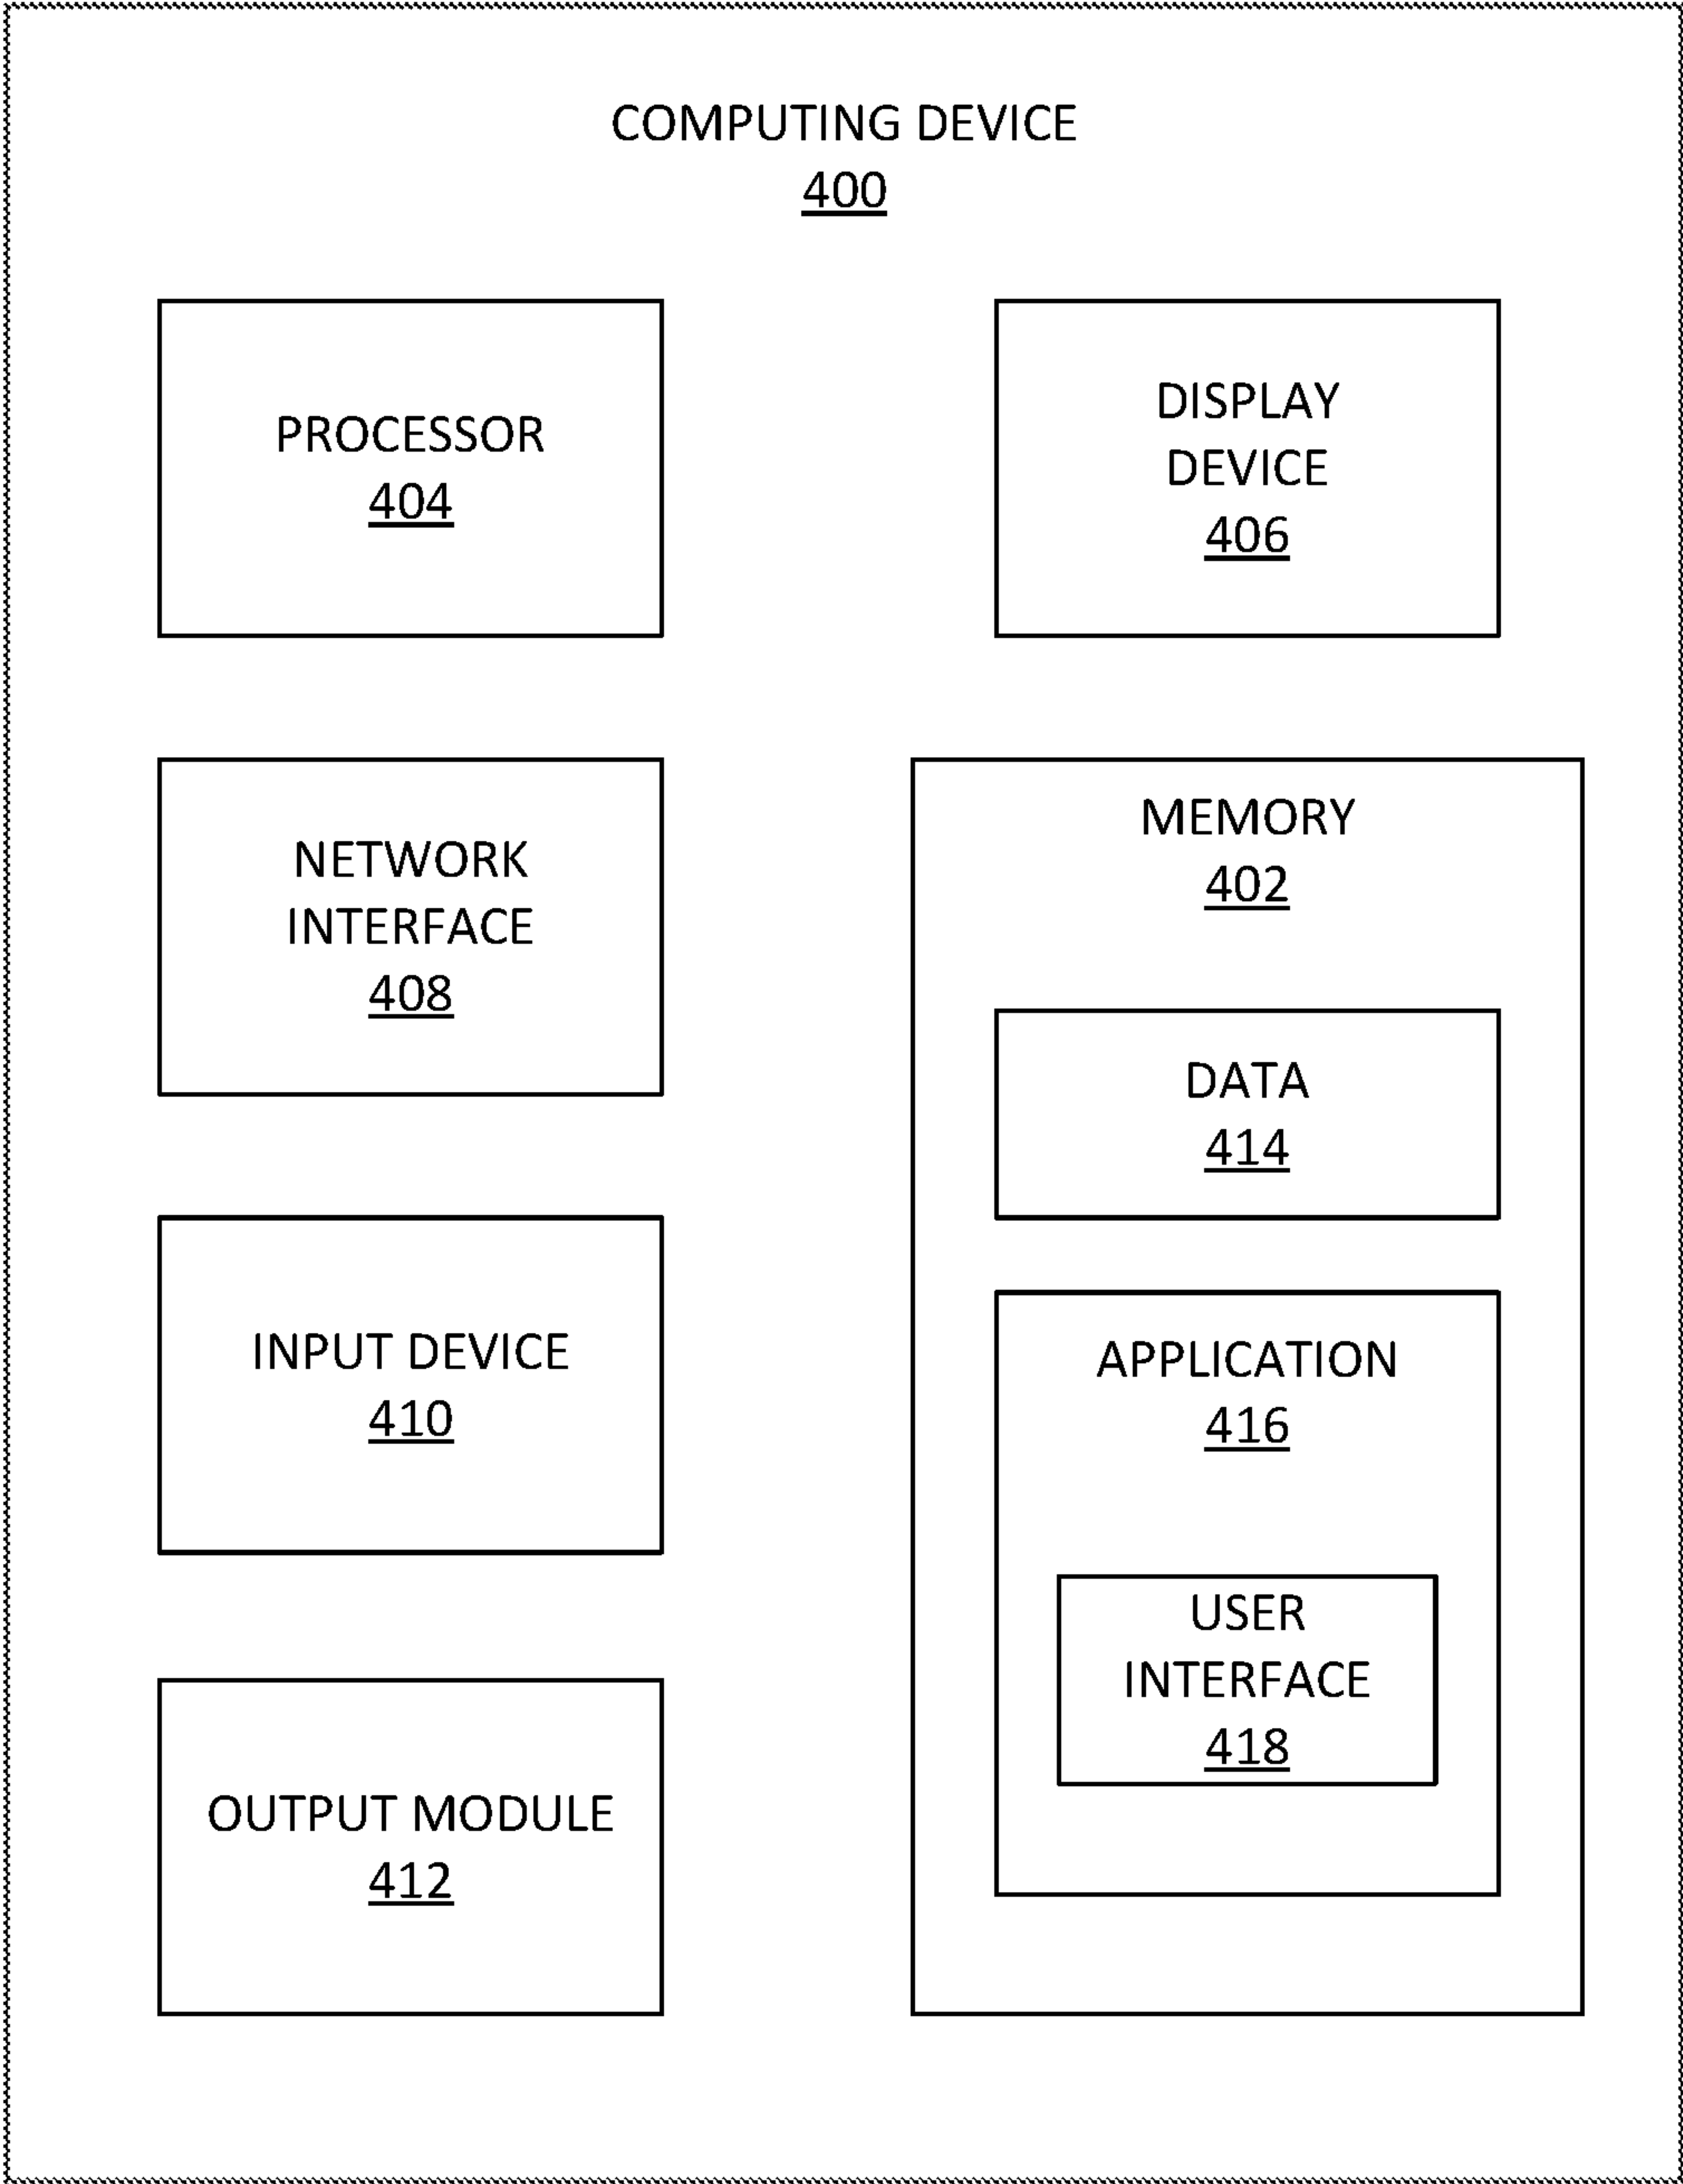 COMPUTING DEVICE
400
PROCESSOR
404
DISPLAY
DEVICE
406
NETWORK
INTERFACE
408
MEMORY
402
DATA
414
INPUT DEVICE
410
APPLICATION
416
USER
INTERFACE
418
OUTPUT MODULE
412